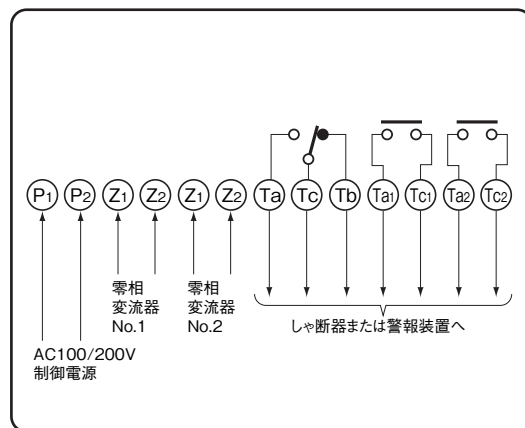 P1 P2 Z1 Z2 Z1 Z2 Ta Tc Tb Ta1 Tc1 Ta2 Tc2
零相
変流器
No.1
零相
変流器
No.2
しゃ断器または警報装置へ
AC100/200V
制御電源